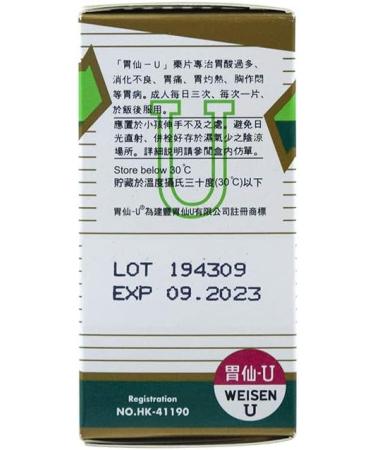 「胃仙－U」藥片專治胃酸過多、
消化不良、胃痛、胃灼熱、胸作悶
等胃病。成人每日三次、每次一片、
於飯後服用。
應置於小孩伸手不及之處。避免日
光直射、併栓好存於濕氣少之陰涼
場所。詳細說明請參閱盒內仿單。
Store below 30℃
貯藏於溫度攝氏三十度(30℃)以下
胃仙-U®為建豐胃仙U有限公司註冊商標
U
LOT 194309
EXP 09.2023
胃仙-U
WEISEN
U
Registration
NO.HK-41190